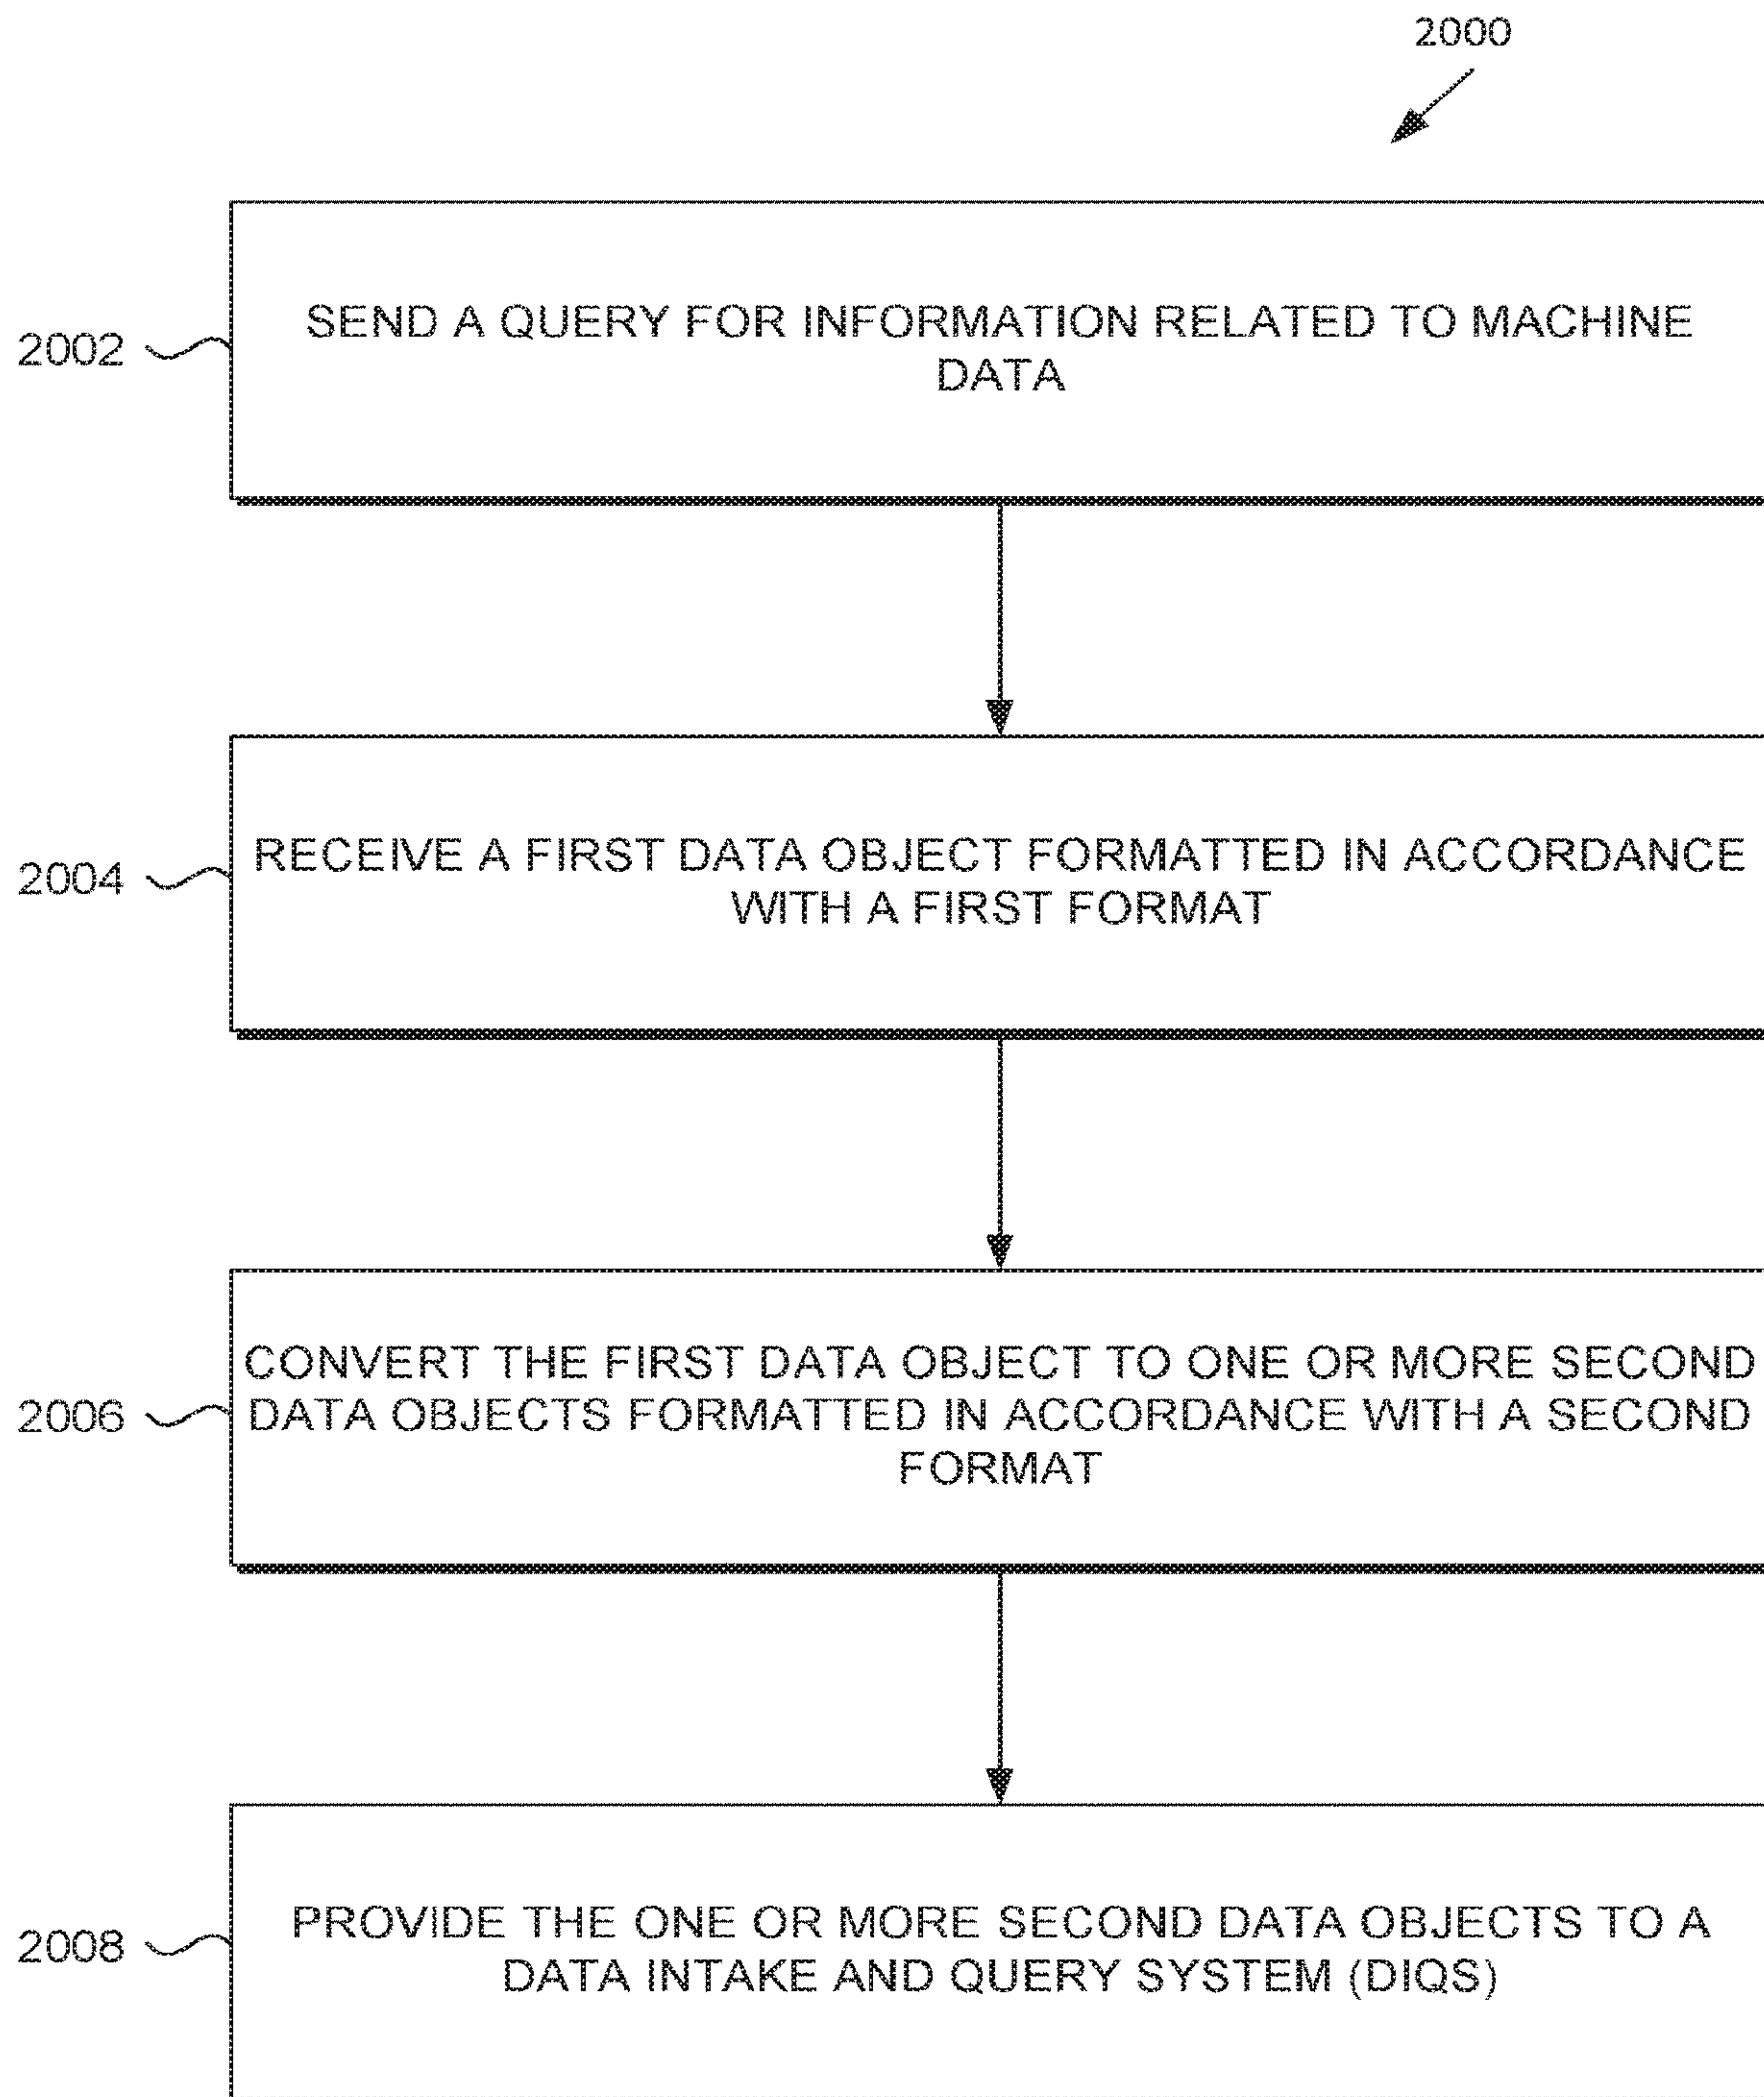 2000
2002
SEND A QUERY FOR INFORMATION RELATED TO MACHINE
DATA
2004
RECEIVE A FIRST DATA OBJECT FORMATTED IN ACCORDANCE
WITH A FIRST FORMAT
2006
CONVERT THE FIRST DATA OBJECT TO ONE OR MORE SECOND
DATA OBJECTS FORMATTED IN ACCORDANCE WITH A SECOND
FORMAT
2008
PROVIDE THE ONE OR MORE SECOND DATA OBJECTS TO A
DATA INTAKE AND QUERY SYSTEM (DIQS)